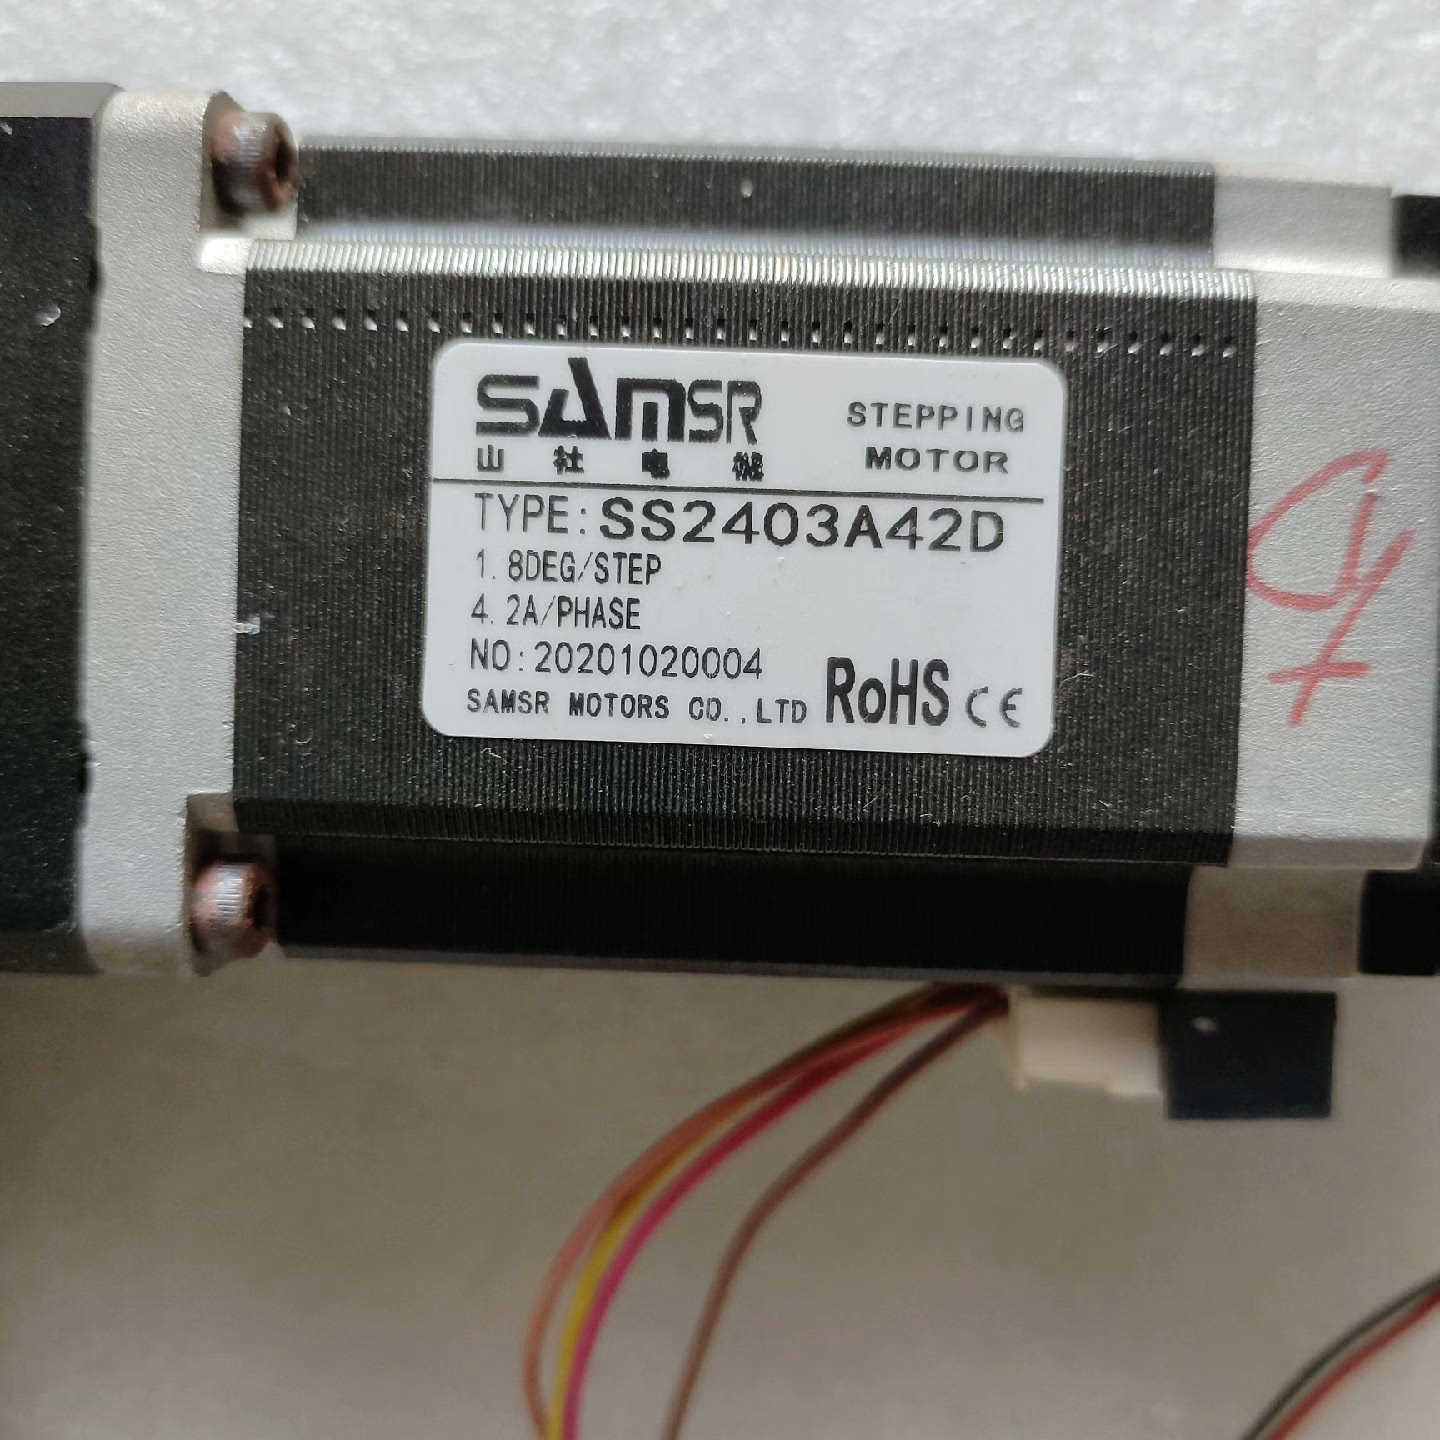 SAMSR
山社电机
STEPPING
MOTOR
TYPE:SS2403A42D
1.8DEG/STEP
4.2A/PHASE
NO:20201020004
SAMSR MOTORS CO.,LTD RoHS CE